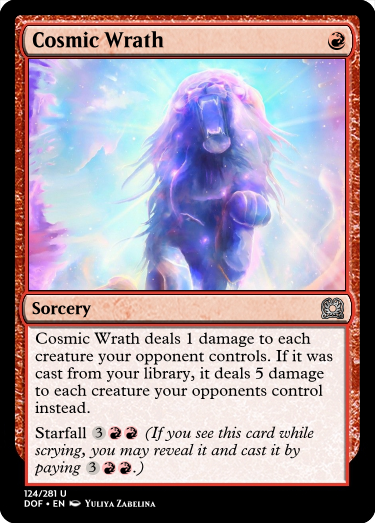 Cosmic Wrath
Sorcery
Cosmic Wrath deals 1 damage to each
creature your opponent controls. If it was
cast from your library, it deals 5 damage
to each creature your opponents control
instead.
Starfall 3 (If you see this card while
scrying, you may reveal it and cast it by
paying 3 .)
124/281 U
DOF • EN Yuliya Zabelina